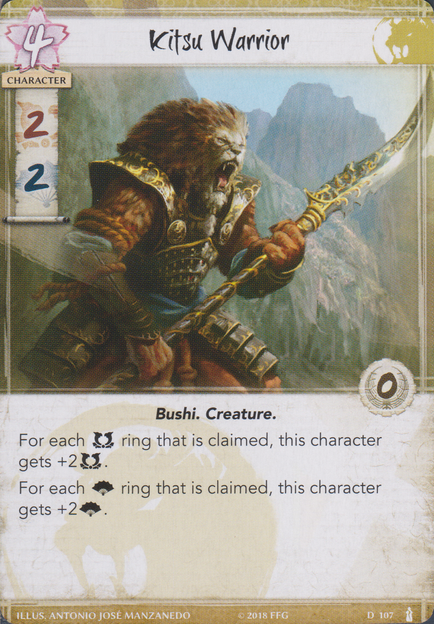 4
Kitsu Warrior
CHARACTER
2
2
0
Bushi. Creature.
For each ring that is claimed, this character
gets +2.
For each ring that is claimed, this character
gets +2.
ILLUS. ANTONIO JOSÉ MANZANEDO © 2018 FFG D 107